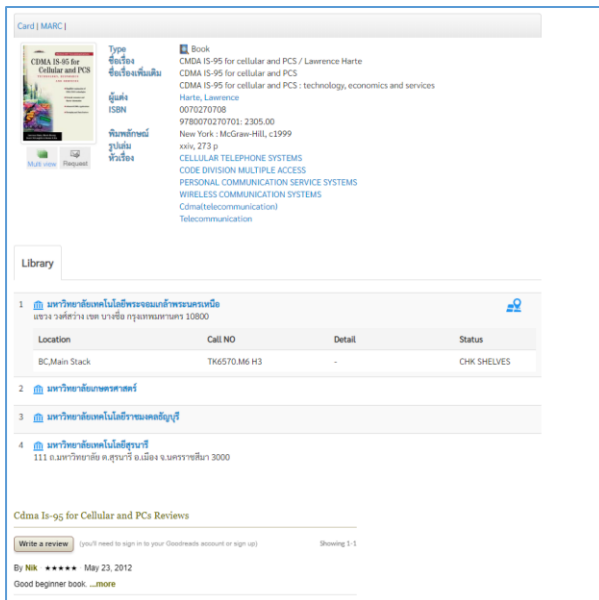 Card | MARC |
CDMA IS-95 for
Cellular and PCS
Type Book
ชื่อเรื่อง CMDA IS-95 for cellular and PCS / Lawrence Harte
ชื่อเรื่องเพิ่มเติม CDMA IS-95 for cellular and PCS
CDMA IS-95 for cellular and PCS : technology, economics and services
ผู้แต่ง Harte, Lawrence
ISBN 0070270708
9780070270701: 2305.00
พิมพลักษณ์ New York : McGraw-Hill, c1999
รูปเล่ม xxiv, 273 p
หัวเรื่อง CELLULAR TELEPHONE SYSTEMS
CODE DIVISION MULTIPLE ACCESS
PERSONAL COMMUNICATION SERVICE SYSTEMS
WIRELESS COMMUNICATION SYSTEMS
Cdma(telecommunication)
Telecommunication
Multi view Request
Library
1 มหาวิทยาลัยเทคโนโลยีพระจอมเกล้าพระนครเหนือ
แขวง วงศ์สว่าง เขต บางซื่อ กรุงเทพมหานคร 10800
Location Call NO Detail Status
BC,Main Stack TK6570.M6 H3 - CHK SHELVES
2 มหาวิทยาลัยเกษตรศาสตร์
3 มหาวิทยาลัยเทคโนโลยีราชมงคลธัญบุรี
4 มหาวิทยาลัยเทคโนโลยีสุรนารี
111 ถ.มหาวิทยาลัย ต.สุรนารี อ.เมือง จ.นครราชสีมา 3000
Cdma Is-95 for Cellular and PCs Reviews
Write a review (you'll need to sign in to your Goodreads account or sign up) Showing 1-1
By Nik ★★★★★ May 23, 2012
Good beginner book. ...more